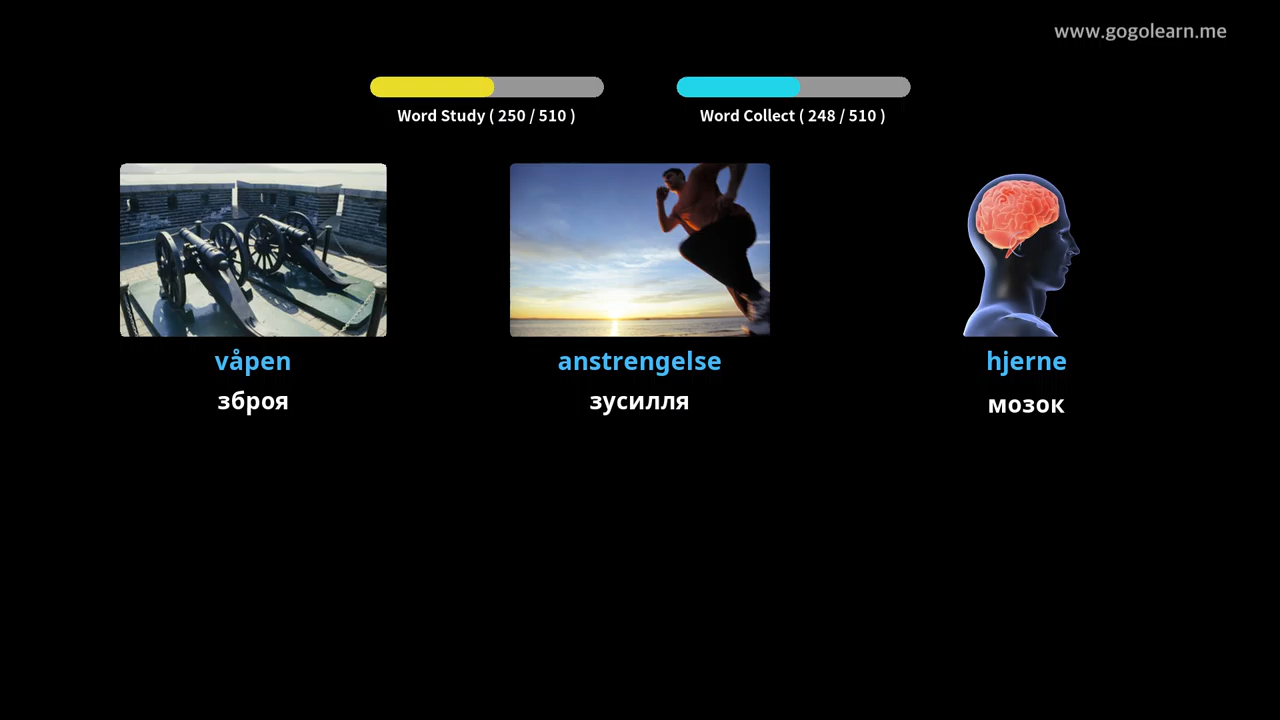 www.gogolearn.me
Word Study ( 250 / 510 )
Word Collect ( 248 / 510 )
våpen
anstrengelse
hjerne
зброя
зусилля
мозок